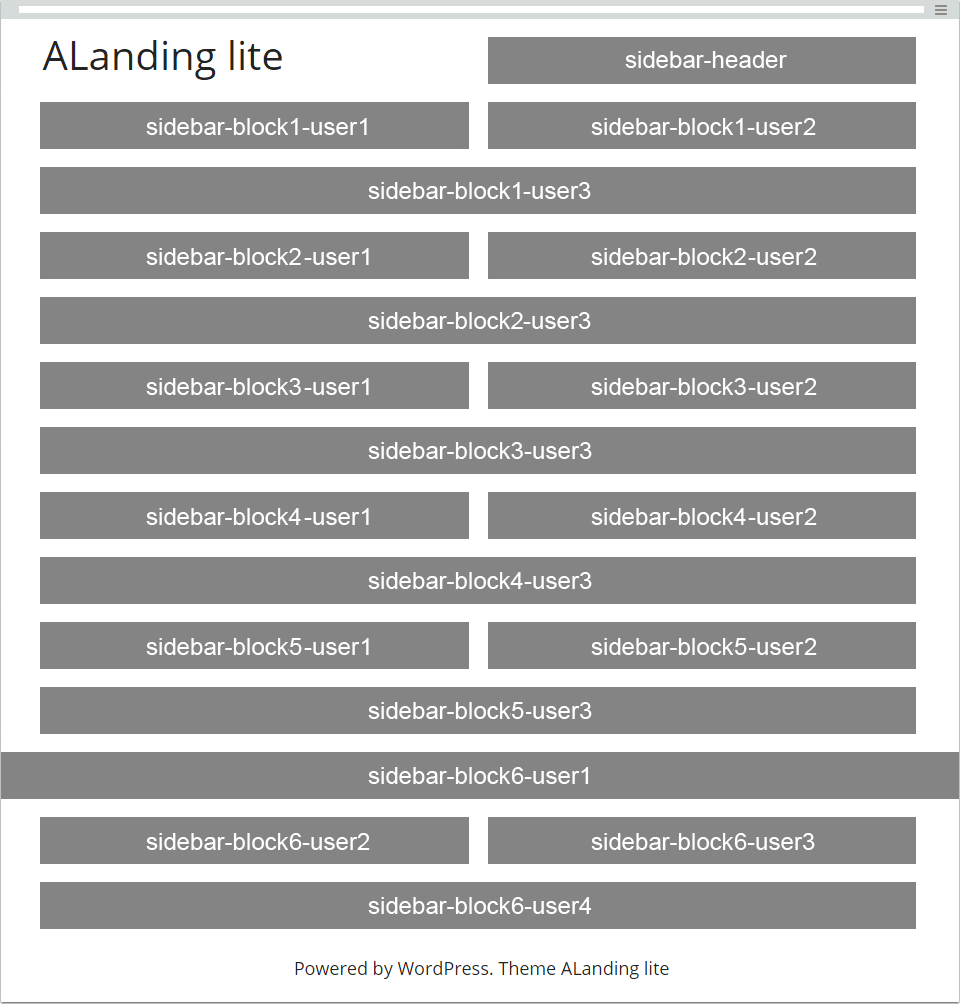 ALanding lite
sidebar-header
sidebar-block1-user1
sidebar-block1-user2
sidebar-block1-user3
sidebar-block2-user1
sidebar-block2-user2
sidebar-block2-user3
sidebar-block3-user1
sidebar-block3-user2
sidebar-block3-user3
sidebar-block4-user1
sidebar-block4-user2
sidebar-block4-user3
sidebar-block5-user1
sidebar-block5-user2
sidebar-block5-user3
sidebar-block6-user1
sidebar-block6-user2
sidebar-block6-user3
sidebar-block6-user4
Powered by WordPress. Theme ALanding lite